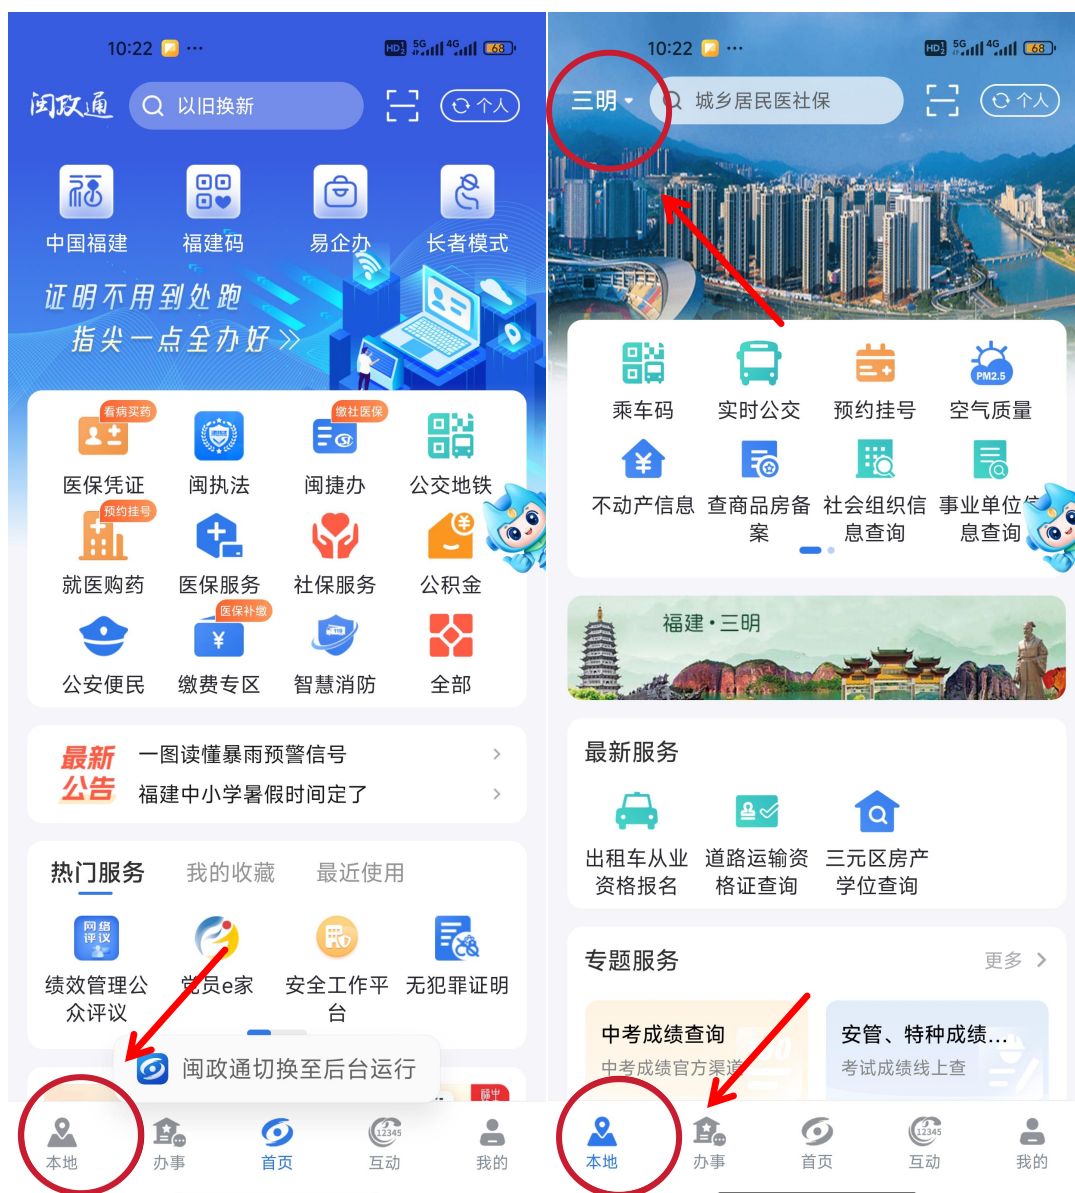 10:22
HD 5G 4G 68
闽政通
以旧换新
个人
中国福建
福建码
易企办
长者模式
证明不用到处跑
指尖一点全办好
看病买药
缴社医保
医保凭证
闽执法
闽捷办
公交地铁
预约挂号
就医购药
医保服务
社保服务
公积金
医保补缴
公安便民
缴费专区
智慧消防
全部
最新
公告
一图读懂暴雨预警信号
福建中小学暑假时间定了
热门服务
我的收藏
最近使用
网络
评议
绩效管理公
众评议
党员e家
安全工作平
台
无犯罪证明
闽政通切换至后台运行
本地
办事
首页
12345
互动
我的
10:22
HD 5G 4G 68
三明
城乡居民医社保
个人
乘车码
实时公交
预约挂号
PM2.5
空气质量
不动产信息
查商品房备
案
社会组织信
息查询
事业单位信
息查询
福建·三明
最新服务
出租车从业
资格报名
道路运输资
格证查询
三元区房产
学位查询
专题服务
更多
中考成绩查询
中考成绩官方渠道
安管、特种成绩...
考试成绩线上查
本地
办事
首页
12345
互动
我的